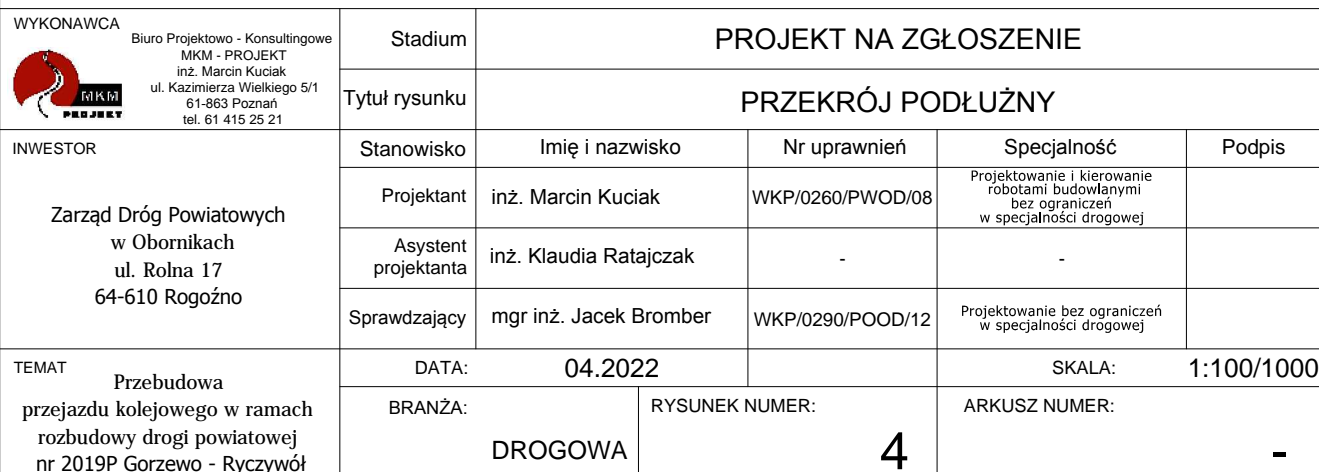 WYKONAWCA
Biuro Projektowo - Konsultingowe
MKM - PROJEKT
inż. Marcin Kuciak
ul. Kazimierza Wielkiego 5/1
61-863 Poznań
tel. 61 415 25 21
MKM
PROJEKT
Stadium
PROJEKT NA ZGŁOSZENIE
Tytuł rysunku
PRZEKRÓJ PODŁUŻNY
INWESTOR
Zarząd Dróg Powiatowych
w Obornikach
ul. Rolna 17
64-610 Rogoźno
Stanowisko
Imię i nazwisko
Nr uprawnień
Specjalność
Podpis
Projektant
inż. Marcin Kuciak
WKP/0260/PWOD/08
Projektowanie i kierowanie
robotami budowlanymi
bez ograniczeń
w specjalności drogowej
Asystent
projektanta
inż. Klaudia Ratajczak
-
-
Sprawdzający
mgr inż. Jacek Bromber
WKP/0290/POOD/12
Projektowanie bez ograniczeń
w specjalności drogowej
TEMAT
Przebudowa
przejazdu kolejowego w ramach
rozbudowy drogi powiatowej
nr 2019P Gorzewo - Ryczywół
DATA:
04.2022
SKALA:
1:100/1000
BRANŻA:
DROGOWA
RYSUNEK NUMER:
4
ARKUSZ NUMER:
-